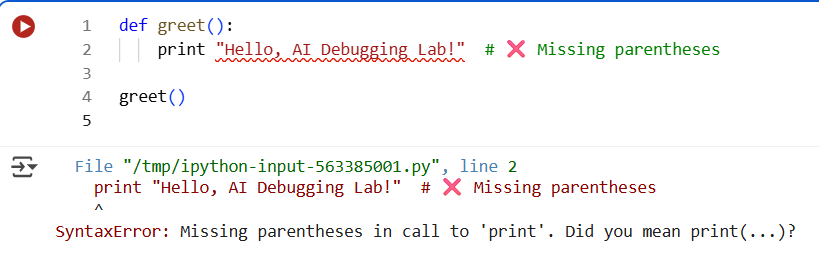 1 def greet():
2 print "Hello, AI Debugging Lab!" # ❌ Missing parentheses
3
4 greet()
5
File "/tmp/ipython-input-563385001.py", line 2
print "Hello, AI Debugging Lab!" # ❌ Missing parentheses
^
SyntaxError: Missing parentheses in call to 'print'. Did you mean print(...)?